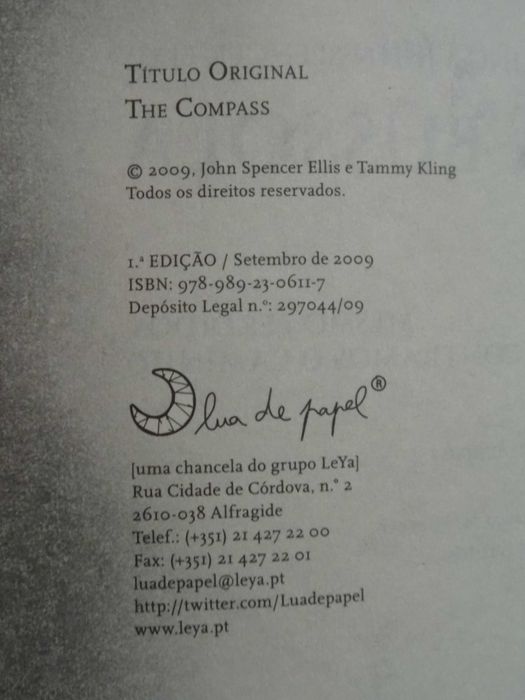 TÍTULO ORIGINAL
THE COMPASS
© 2009, John Spencer Ellis e Tammy Kling
Todos os direitos reservados.
1.ª EDIÇÃO / Setembro de 2009
ISBN: 978-989-23-0611-7
Depósito Legal n.º: 297044/09
lua de papel®
[uma chancela do grupo LeYa]
Rua Cidade de Córdova, n.º 2
2610-038 Alfragide
Telef.: (+351) 21 427 22 00
Fax: (+351) 21 427 22 01
luadepapel@leya.pt
http://twitter.com/Luadepapel
www.leya.pt